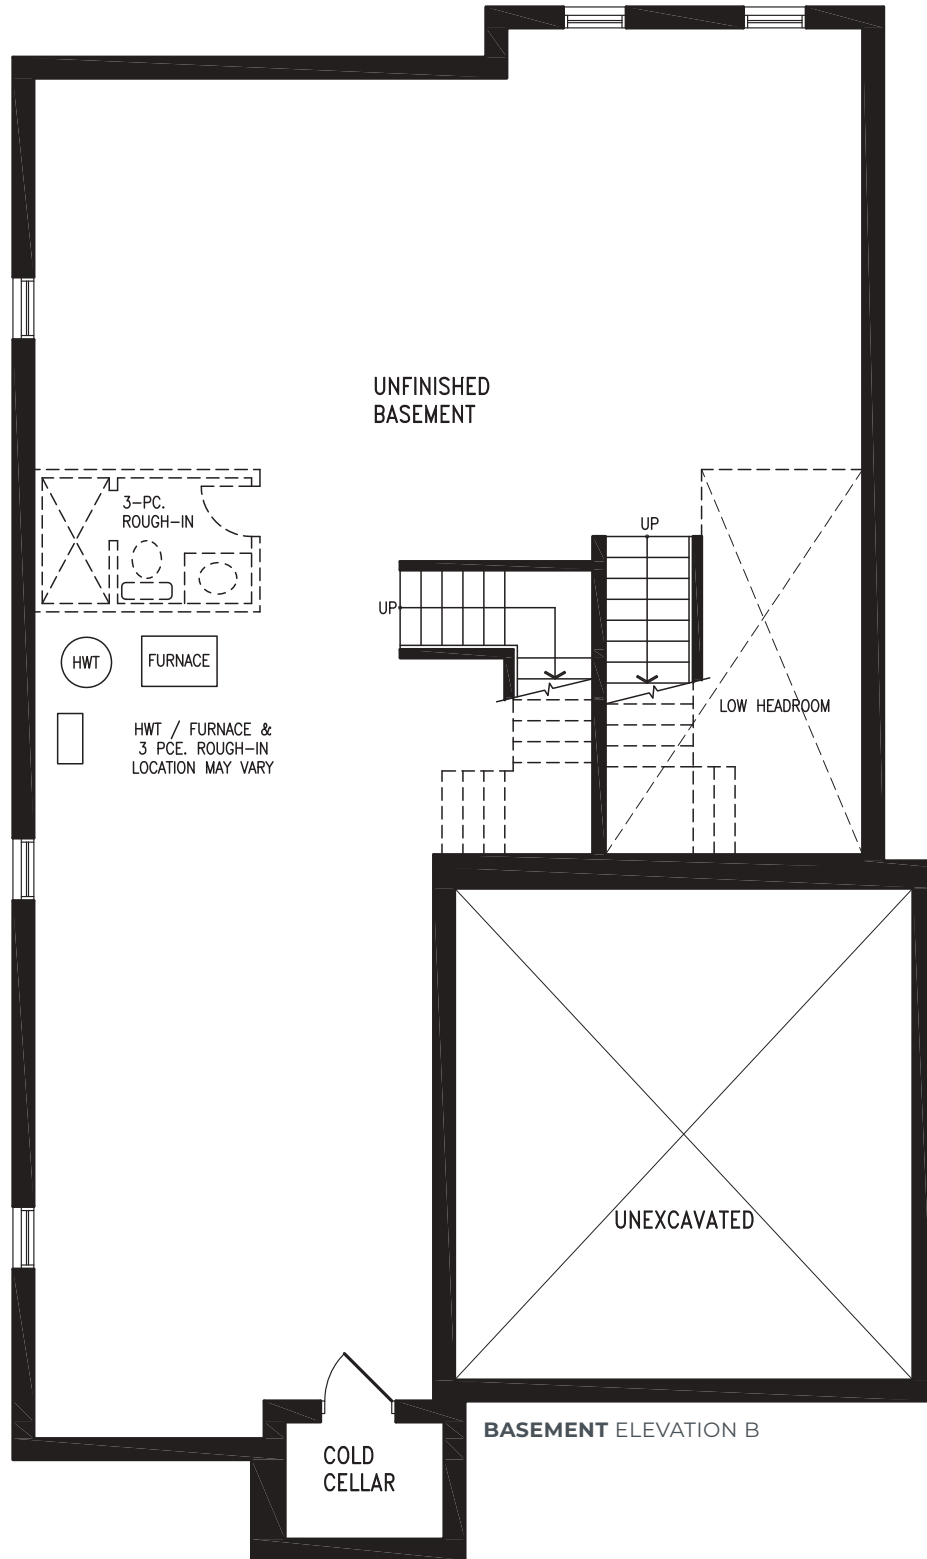 UNFINISHED
BASEMENT
3-PC.
ROUGH-IN
UP
UP
HWT
FURNACE
LOW HEADROOM
HWT / FURNACE &
3 PCE. ROUGH-IN
LOCATION MAY VARY
UNEXCAVATED
BASEMENT ELEVATION B
COLD
CELLAR